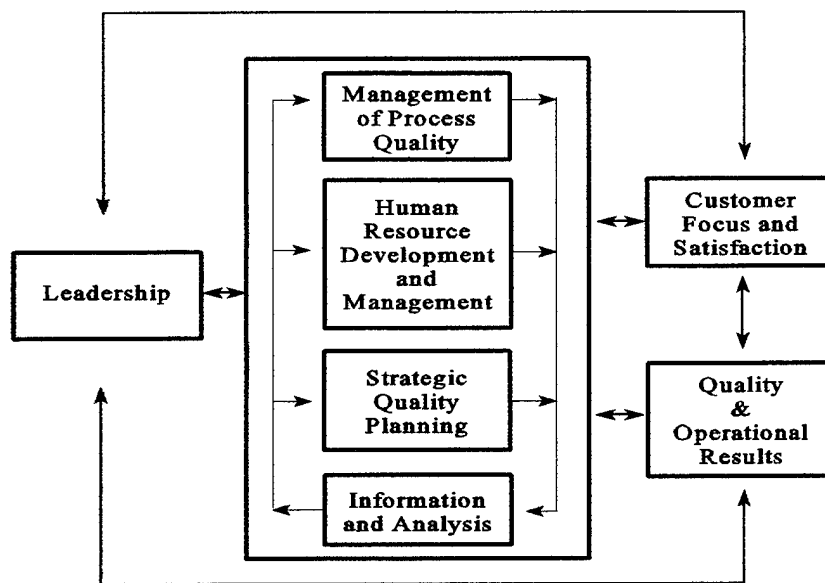 Management
of Process
Quality
Human
Resource
Development
and
Management
Customer
Focus and
Satisfaction
Leadership
Strategic
Quality
Planning
Quality
&
Operational
Results
Information
and Analysis